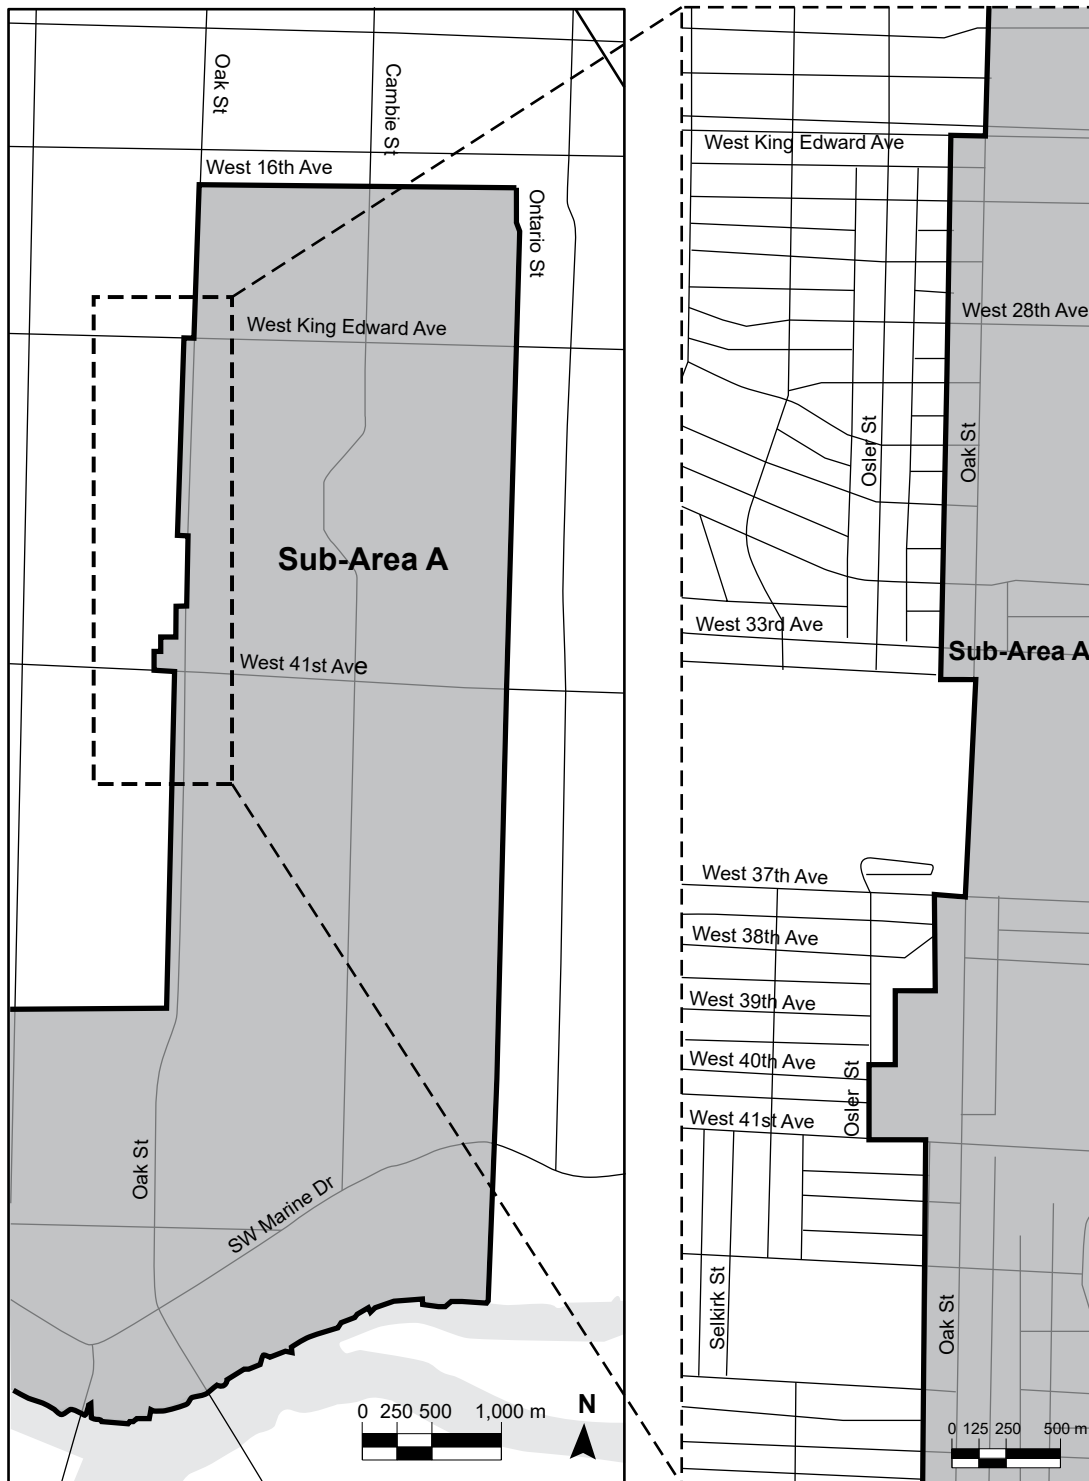 Oak St
Cambie St
West 16th Ave
Ontario St
West King Edward Ave
Sub-Area A
West 41st Ave
Oak St
SW Marine Dr
0 250 500 1,000 m
N
West King Edward Ave
West 28th Ave
Osler St
Oak St
West 33rd Ave
Sub-Area A
West 37th Ave
West 38th Ave
West 39th Ave
West 40th Ave
Osler St
West 41st Ave
Selkirk St
Oak St
0 125 250 500 m